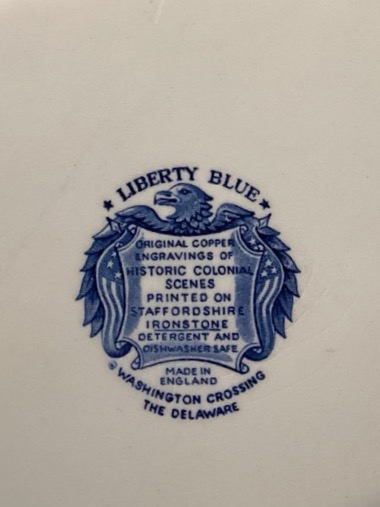 ★ LIBERTY BLUE ★
ORIGINAL COPPER
ENGRAVINGS OF
HISTORIC COLONIAL
SCENES
PRINTED ON
STAFFORDSHIRE
IRONSTONE
DETERGENT AND
DISHWASHER SAFE
MADE IN
ENGLAND
© WASHINGTON CROSSING
THE DELAWARE